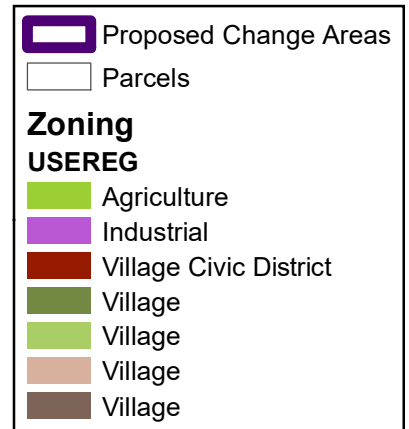 Proposed Change Areas
Parcels
Zoning
USEREG
Agriculture
Industrial
Village Civic District
Village
Village
Village
Village